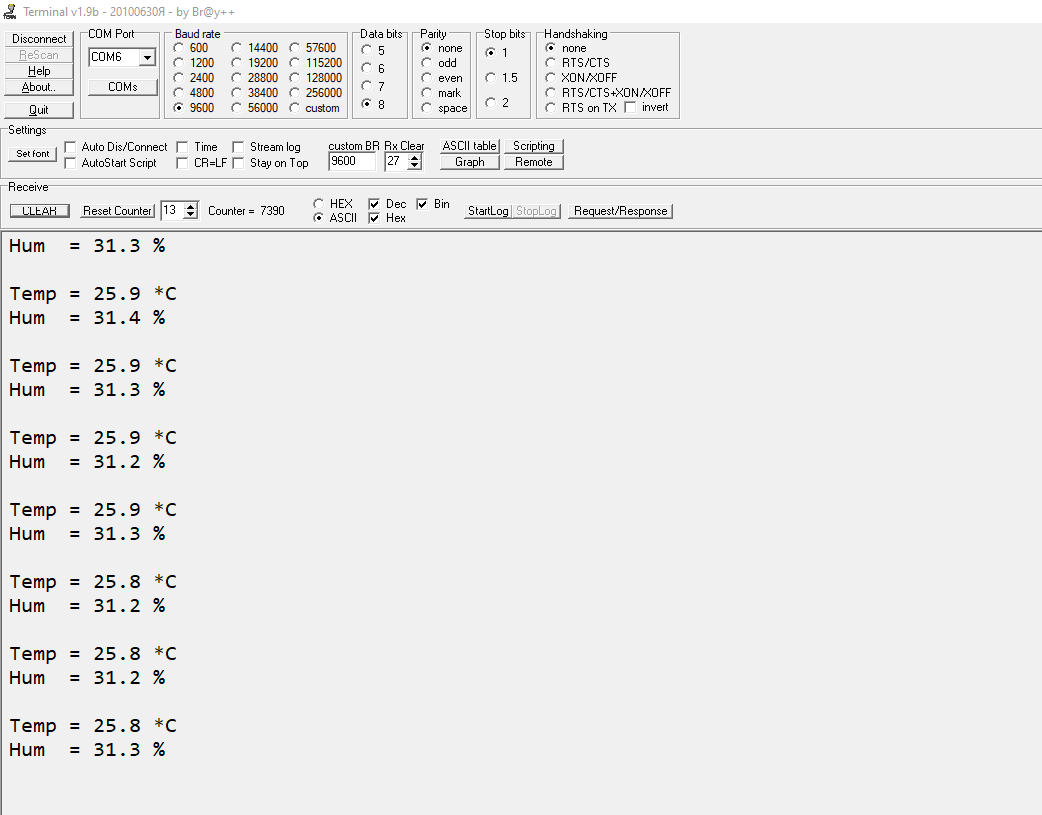 Terminal v1.9b - 20100630Я - by Br@y++
Disconnect
ReScan
Help
About..
Quit
COM Port
COM6
COMs
Baud rate
600 14400 57600
1200 19200 115200
2400 28800 128000
4800 38400 256000
9600 56000 custom
Data bits
5
6
7
8
Parity
none
odd
even
mark
space
Stop bits
1
1.5
2
Handshaking
none
RTS/CTS
XON/XOFF
RTS/CTS+XON/XOFF
RTS on TX invert
Settings
Set font
Auto Dis/Connect Time Stream log
AutoStart Script CR=LF Stay on Top
custom BR Rx Clear
9600 27
ASCII table Scripting
Graph Remote
Receive
CLEAR Reset Counter 13 Counter = 7390
HEX Dec Bin
ASCII Hex
StartLog StopLog Request/Response
Hum = 31.3 %
Temp = 25.9 *C
Hum = 31.4 %
Temp = 25.9 *C
Hum = 31.3 %
Temp = 25.9 *C
Hum = 31.2 %
Temp = 25.9 *C
Hum = 31.3 %
Temp = 25.8 *C
Hum = 31.2 %
Temp = 25.8 *C
Hum = 31.2 %
Temp = 25.8 *C
Hum = 31.3 %